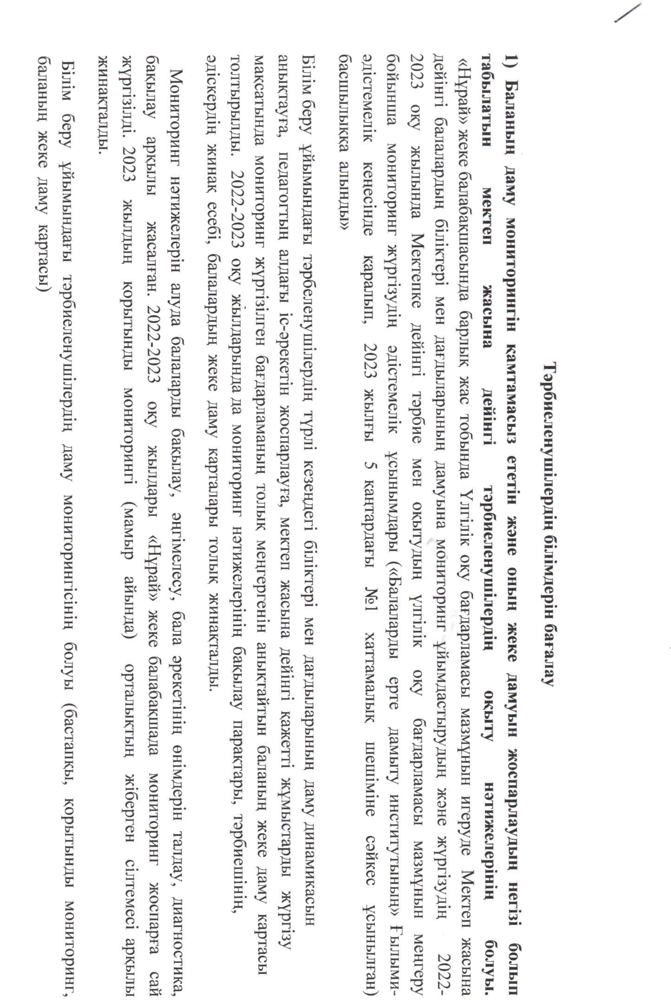 Тәрбиеленушілердің білімдерін бағалау
1) Баланың даму мониторингін қамтамасыз ететін және оның жеке дамуын жоспарлаудың негізі болып
табылатын мектеп жасына дейінгі тәрбиеленушілердің оқыту нәтижелерінің болуы.
«Нұрай» жеке балабақшасында барлық жас тобында Үлгілік оқу бағдарламасы мазмұнын игеруде Мектеп жасына
дейінгі балалардың біліктері мен дағдыларының дамуына мониторинг ұйымдастырудың және жүргізудің 2022-
2023 оқу жылында Мектепке дейінгі тәрбие мен оқытудың үлгілік оқу бағдарламасы мазмұнын меңгеру
бойынша мониторинг жүргізудің әдістемелік ұсынымдары («Балаларды ерте дамыту институтының» Ғылыми-
әдістемелік кеңесінде қаралып, 2023 жылғы 5 қаңтардағы №1 хаттамалық шешіміне сәйкес ұсынылған)
басшылыққа алынды»
Білім беру ұйымындағы тәрбеленушілердің түрлі кезеңдегі біліктері мен дағдыларының даму динамикасын
анықтауға, педагогтың алдағы іс-әрекетін жоспарлауға, мектеп жасына дейінгі қажетті жұмыстарды жүргізу
мақсатында мониторинг жүргізілген бағдарламаның толық меңгергенін анықтайтын баланың жеке даму картасы
толтырылды. 2022-2023 оқу жылдарында да мониторинг нәтижелерінің бақылау парақтары, тәрбиешінің,
әдіскердің жинақ есебі, балалардың жеке даму карталары толық жинақталды.
Мониторинг нәтижелерін алуда балаларды бақылау, әңгімелесу, бала әрекетінің өнімдерін талдау, диагностика,
бақылау арқылы жасалған. 2022-2023 оқу жылдары «Нұрай» жеке балабақшада мониторинг жоспарға сай
жүргізілді. 2023 жылдың қорытынды мониторингі (мамыр айында) орталықтың жіберген сілтемесі арқылы
жинақталды.
Білім беру ұйымындағы тәрбиеленушілердің даму мониторингісінің болуы (бастапқы, қорытынды мониторинг,
баланың жеке даму картасы)